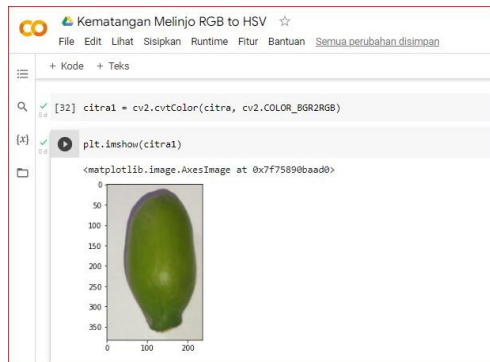 CO Kematangan Melinjo RGB to HSV
File Edit Lihat Sisipkan Runtime Fitur Bantuan Semua perubahan disimpan
+ Kode + Teks
[32] citra1 = cv2.cvtColor(citra, cv2.COLOR_BGR2RGB)
0 d
{x}
plt.imshow(citra1)
0 d
<matplotlib.image.AxesImage at 0x7f75890baad0>
0
50
100
150
200
250
300
350
0 100 200